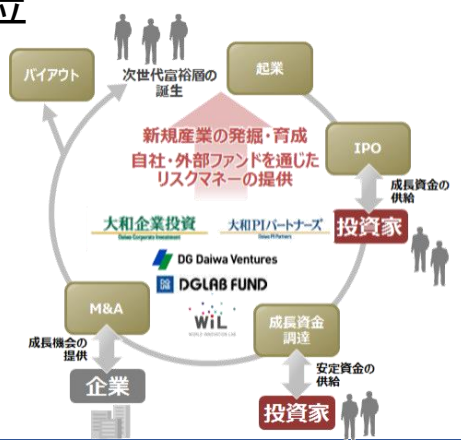 立
バイアウト
次世代富裕層の
誕生
起業
新規産業の発掘・育成
自社・外部ファンドを通じた
リスクマネーの提供
IPO
成長資金の
供給
投資家
大和企業投資
Daiwa Corporate Investment
大和PIパートナーズ
Daiwa PI Partners
DG Daiwa Ventures
DG LAB
DGLAB FUND
WiL
WORLD INNOVATION LAB
M&A
成長機会の
提供
企業
成長資金
調達
安定資金の
供給
投資家